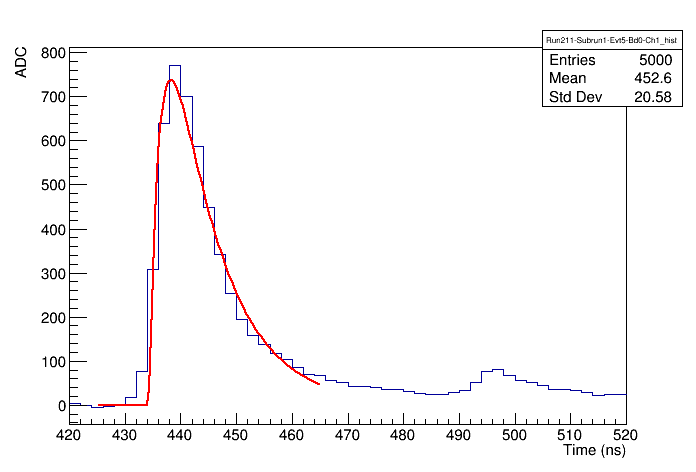 Run211-Subrun1-Evt5-Bd0-Ch1_hist
Entries 5000
Mean 452.6
Std Dev 20.58
ADC
800
700
600
500
400
300
200
100
0
420 430 440 450 460 470 480 490 500 510 520
Time (ns)